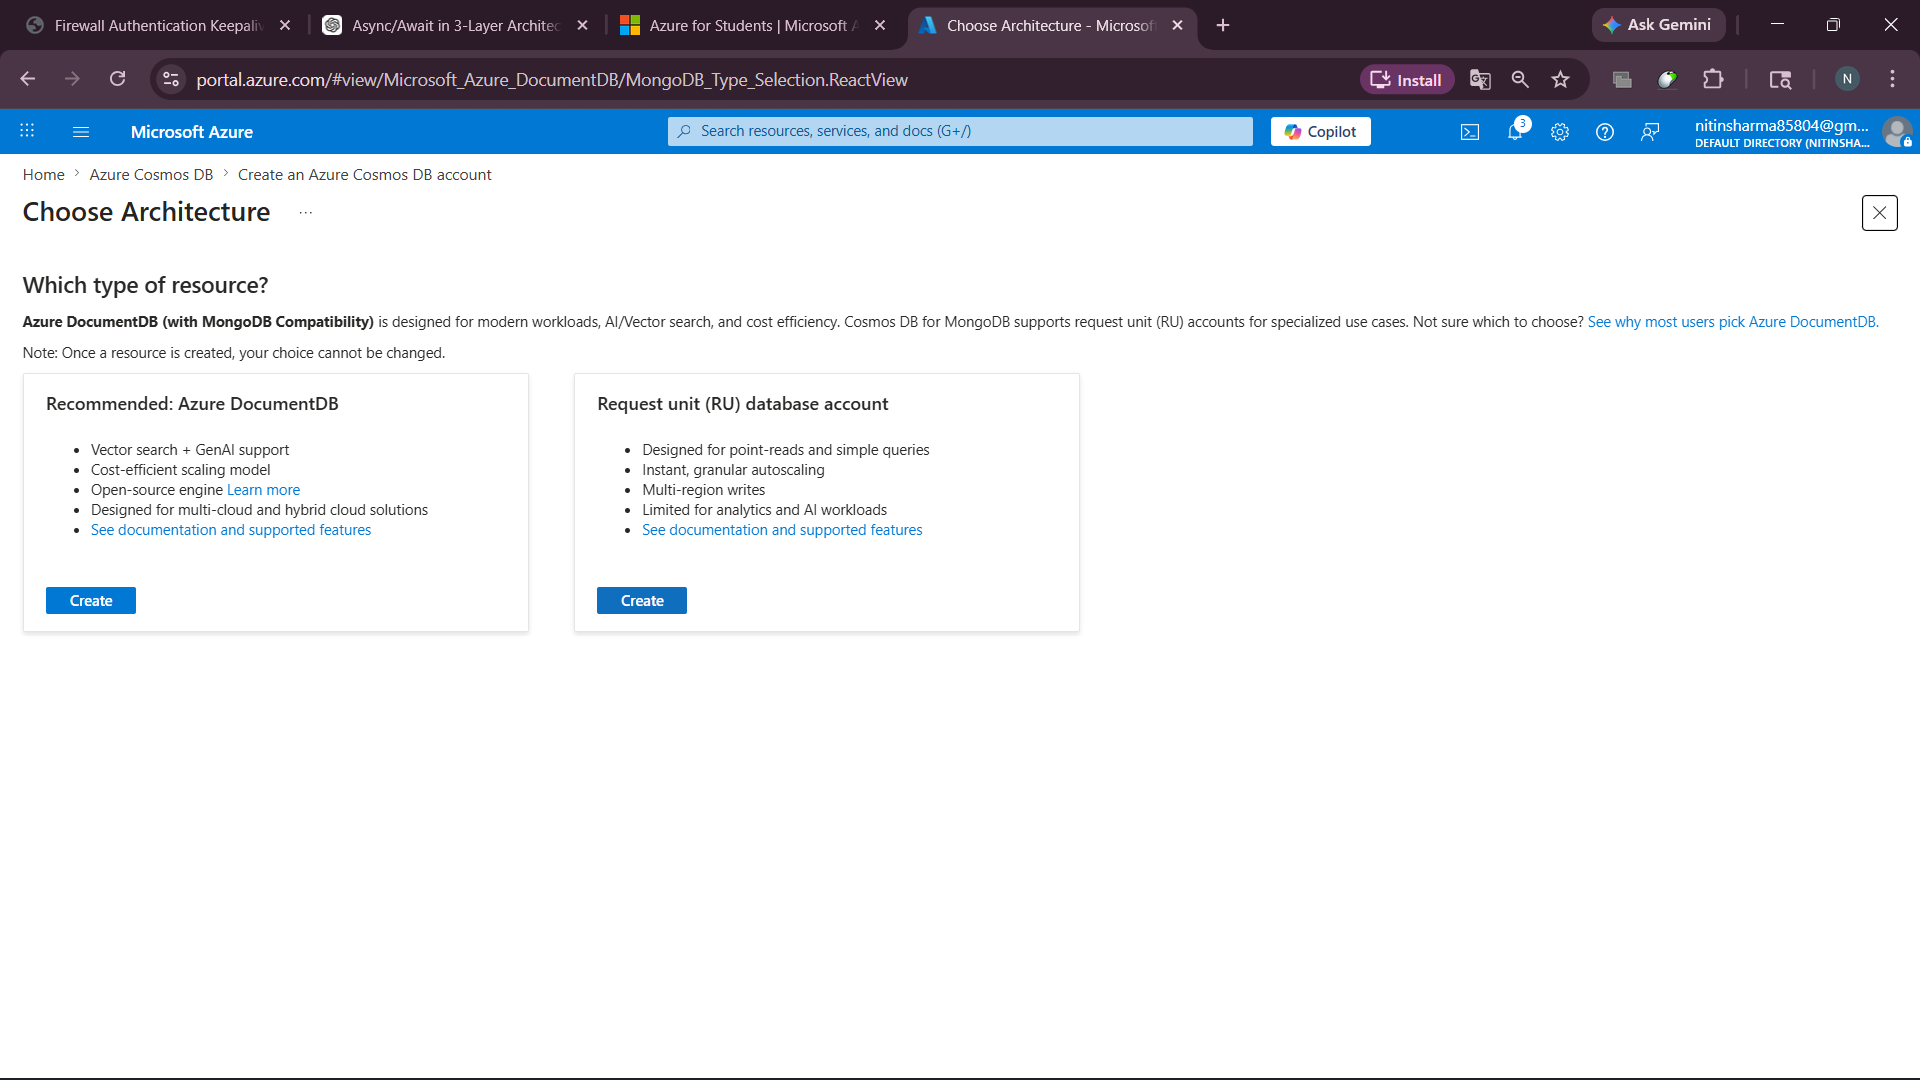 Firewall Authentication Keepaliv
Async/Await in 3-Layer Architec
Azure for Students | Microsoft A
Choose Architecture - Microsoft
Ask Gemini
portal.azure.com/#view/Microsoft_Azure_DocumentDB/MongoDB_Type_Selection.ReactView
Install
N
Microsoft Azure
Search resources, services, and docs (G+/)
Copilot
3
nitinsharma85804@gm...
DEFAULT DIRECTORY (NITINSHA...
Home > Azure Cosmos DB > Create an Azure Cosmos DB account
Choose Architecture ...
Which type of resource?
Azure DocumentDB (with MongoDB Compatibility) is designed for modern workloads, AI/Vector search, and cost efficiency. Cosmos DB for MongoDB supports request unit (RU) accounts for specialized use cases. Not sure which to choose? See why most users pick Azure DocumentDB.
Note: Once a resource is created, your choice cannot be changed.
Recommended: Azure DocumentDB
• Vector search + GenAI support
• Cost-efficient scaling model
• Open-source engine Learn more
• Designed for multi-cloud and hybrid cloud solutions
• See documentation and supported features
Create
Request unit (RU) database account
• Designed for point-reads and simple queries
• Instant, granular autoscaling
• Multi-region writes
• Limited for analytics and AI workloads
• See documentation and supported features
Create